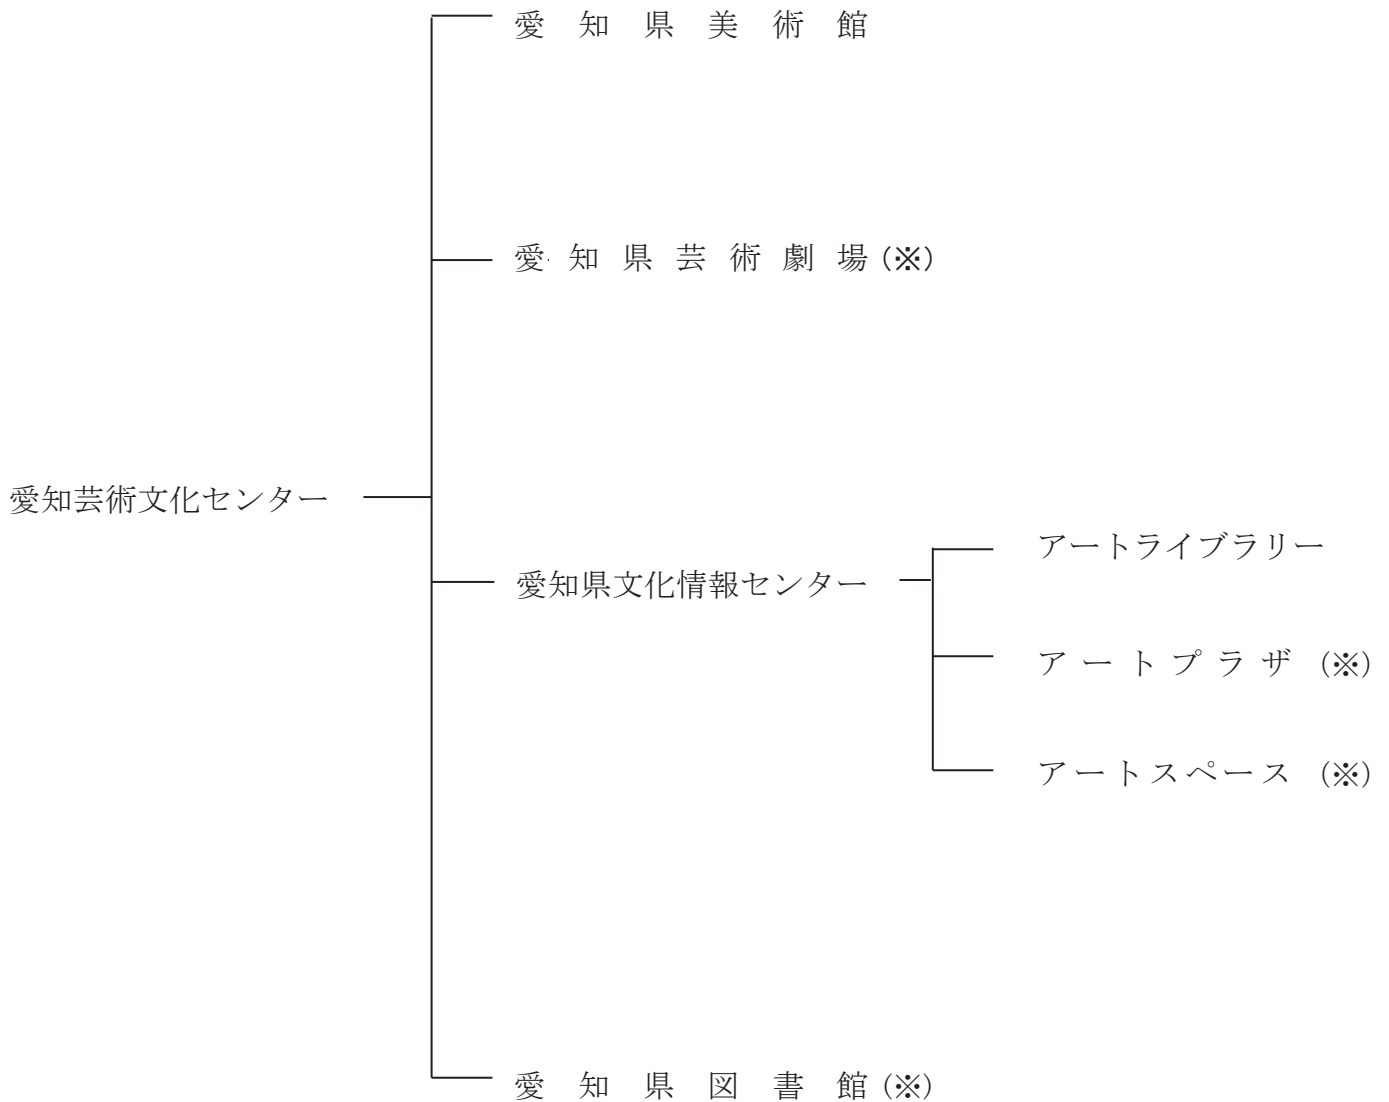 愛知県美術館
愛知県芸術劇場(※)
愛知芸術文化センター
愛知県文化情報センター
アートライブラリー
アートプラザ (※)
アートスペース (※)
愛知県図書館(※)